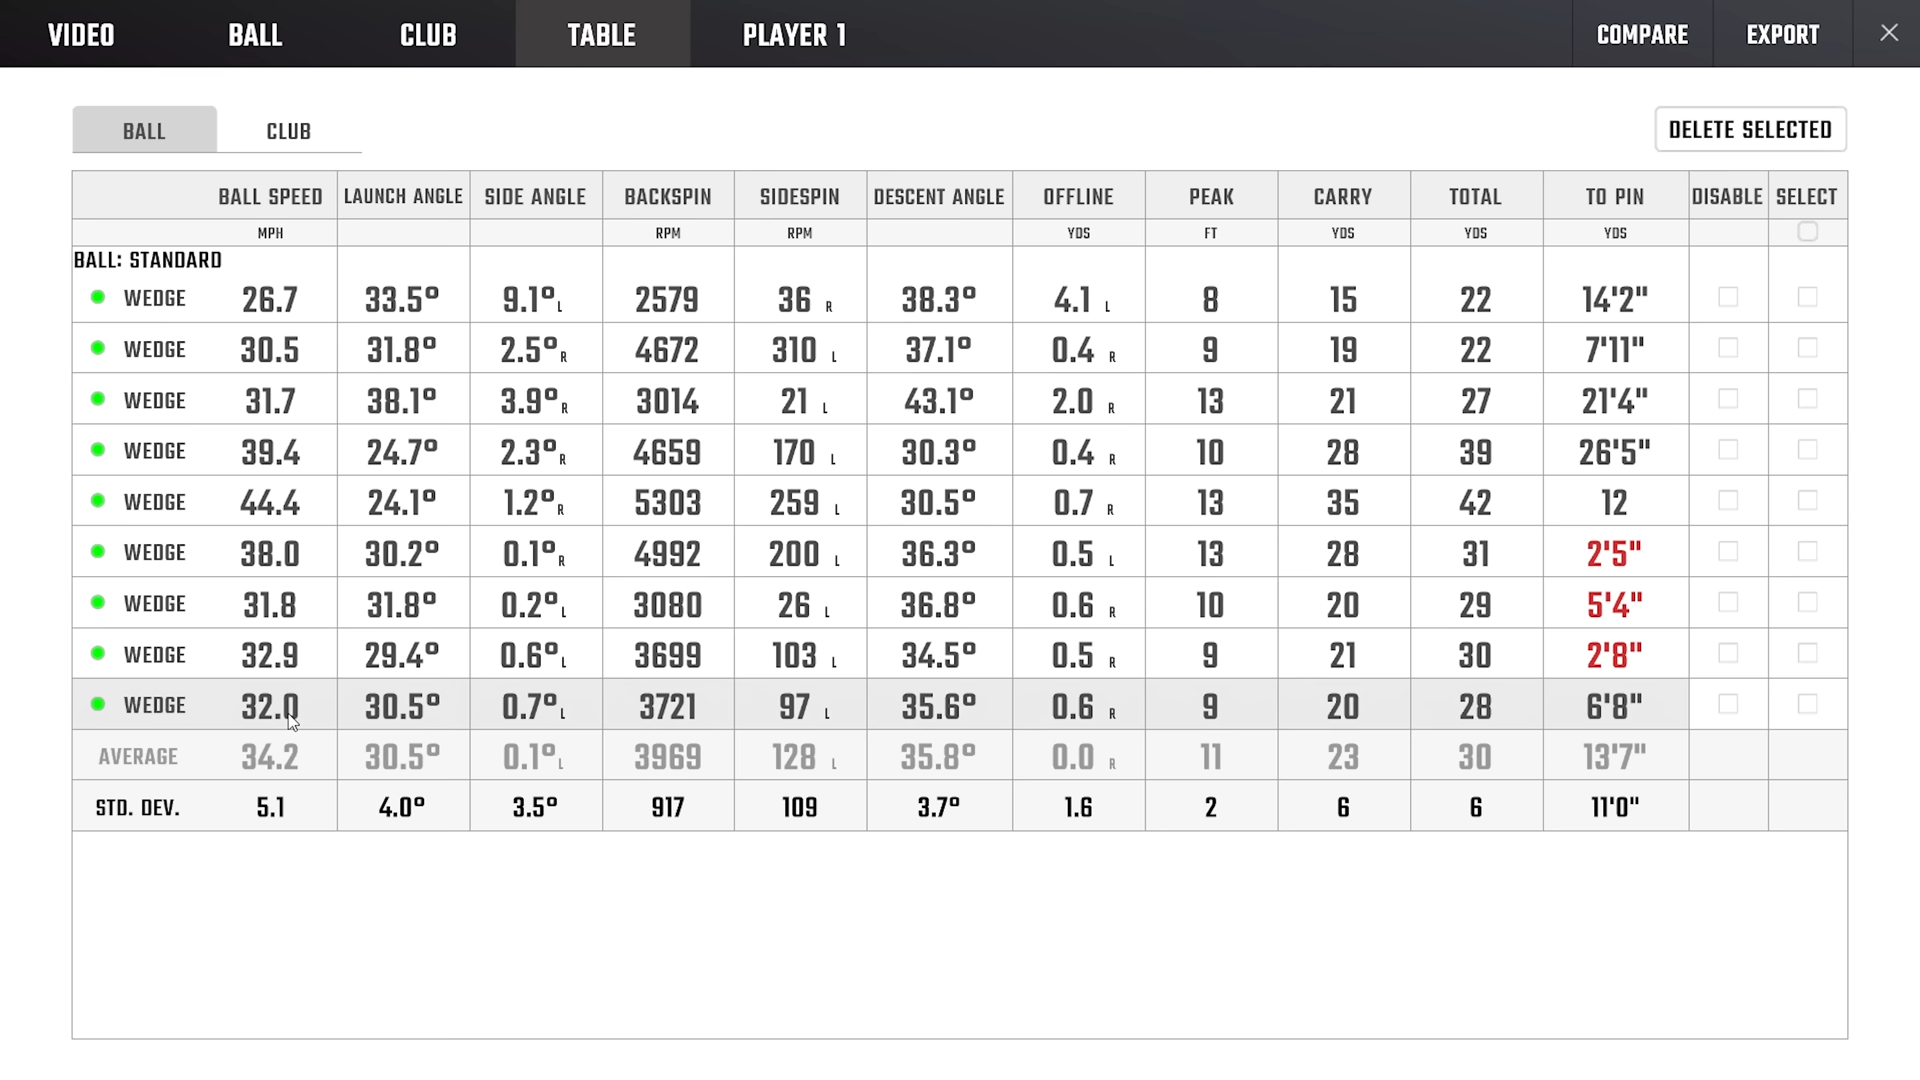 VIDEO BALL CLUB TABLE PLAYER 1 COMPARE EXPORT
BALL CLUB DELETE SELECTED
BALL SPEED LAUNCH ANGLE SIDE ANGLE BACKSPIN SIDESPIN DESCENT ANGLE OFFLINE PEAK CARRY TOTAL TO PIN DISABLE SELECT
MPH RPM RPM YDS FT YDS YDS YDS
BALL: STANDARD
WEDGE 26.7 33.5° 9.1° L 2579 36 R 38.3° 4.1 L 8 15 22 14'2"
WEDGE 30.5 31.8° 2.5° R 4672 310 L 37.1° 0.4 R 9 19 22 7'11"
WEDGE 31.7 38.1° 3.9° R 3014 21 L 43.1° 2.0 R 13 21 27 21'4"
WEDGE 39.4 24.7° 2.3° R 4659 170 L 30.3° 0.4 R 10 28 39 26'5"
WEDGE 44.4 24.1° 1.2° R 5303 259 L 30.5° 0.7 R 13 35 42 12
WEDGE 38.0 30.2° 0.1° R 4992 200 L 36.3° 0.5 L 13 28 31 2'5"
WEDGE 31.8 31.8° 0.2° L 3080 26 L 36.8° 0.6 R 10 20 29 5'4"
WEDGE 32.9 29.4° 0.6° L 3699 103 L 34.5° 0.5 R 9 21 30 2'8"
WEDGE 32.0 30.5° 0.7° L 3721 97 L 35.6° 0.6 R 9 20 28 6'8"
AVERAGE 34.2 30.5° 0.1° L 3969 128 L 35.8° 0.0 R 11 23 30 13'7"
STD. DEV. 5.1 4.0° 3.5° 917 109 3.7° 1.6 2 6 6 11'0"